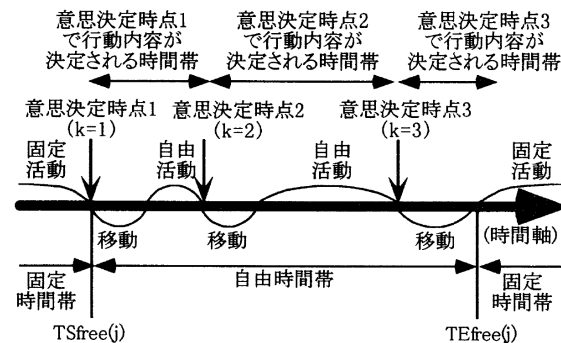 意思決定時点1
で行動内容が
決定される時間帯
意思決定時点2
で行動内容が
決定される時間帯
意思決定時点3
で行動内容が
決定される時間帯
意思決定時点1
(k=1)
意思決定時点2
(k=2)
意思決定時点3
(k=3)
固定
活動
自由
活動
自由
活動
固定
活動
移動
移動
移動
(時間軸)
固定
時間帯
自由時間帯
固定
時間帯
TSfree(j)
TEfree(j)